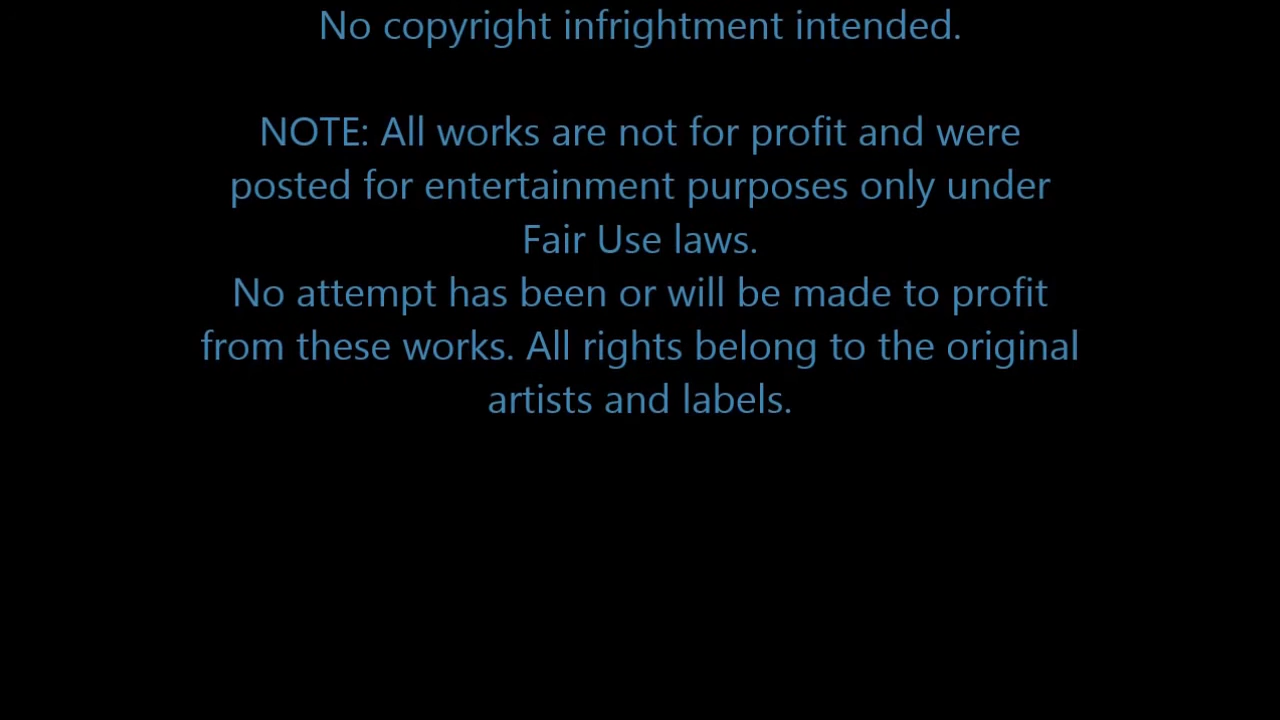 No copyright infrightment intended.
NOTE: All works are not for profit and were
posted for entertainment purposes only under
Fair Use laws.
No attempt has been or will be made to profit
from these works. All rights belong to the original
artists and labels.